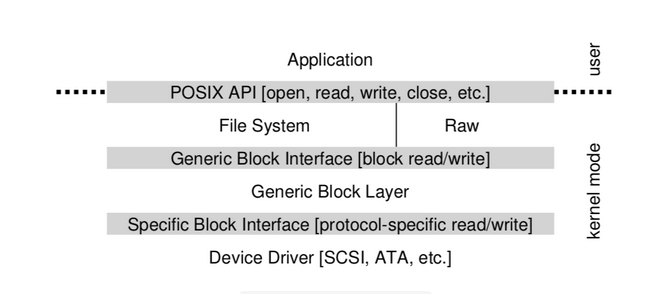 Application
user
POSIX API [open, read, write, close, etc.]
File System
Raw
Generic Block Interface [block read/write]
Generic Block Layer
kernel mode
Specific Block Interface [protocol-specific read/write]
Device Driver [SCSI, ATA, etc.]